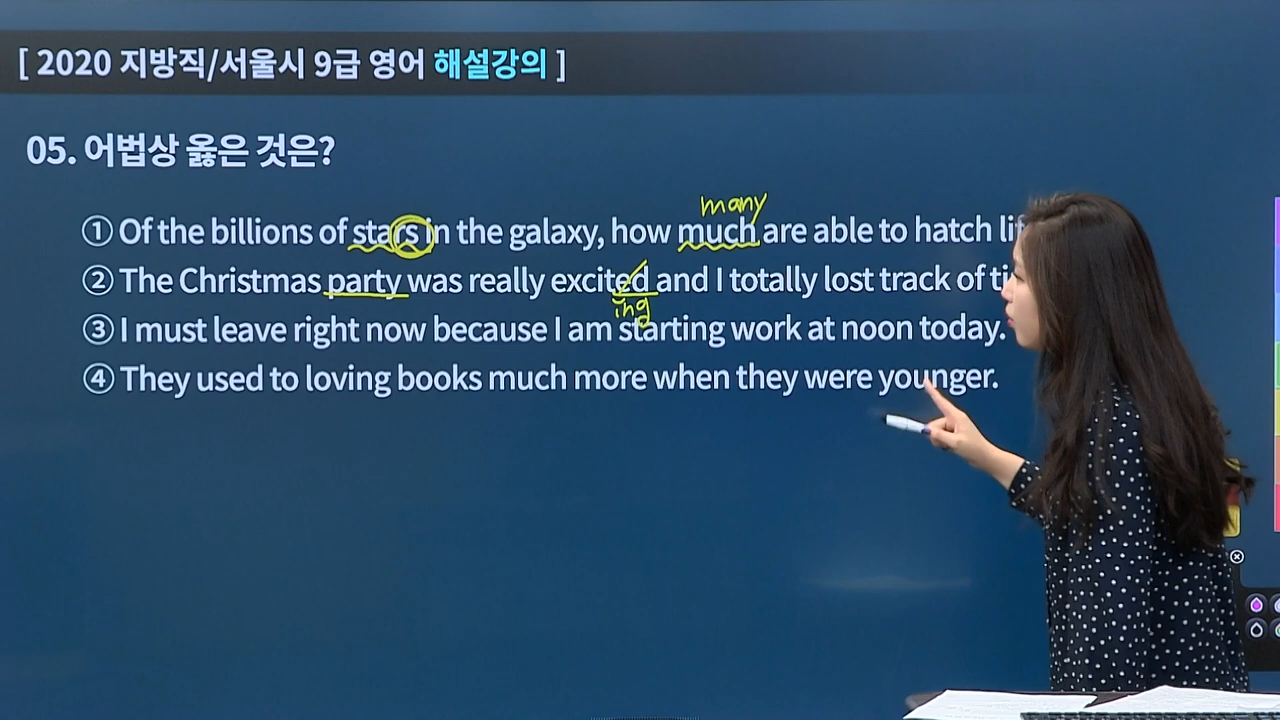 [ 2020 지방직/서울시 9급 영어 해설강의 ]
05. 어법상 옳은 것은?
many
① Of the billions of stars in the galaxy, how much are able to hatch
② The Christmas party was really excited and I totally lost track of
ing
③ I must leave right now because I am starting work at noon today.
④ They used to loving books much more when they were younger.